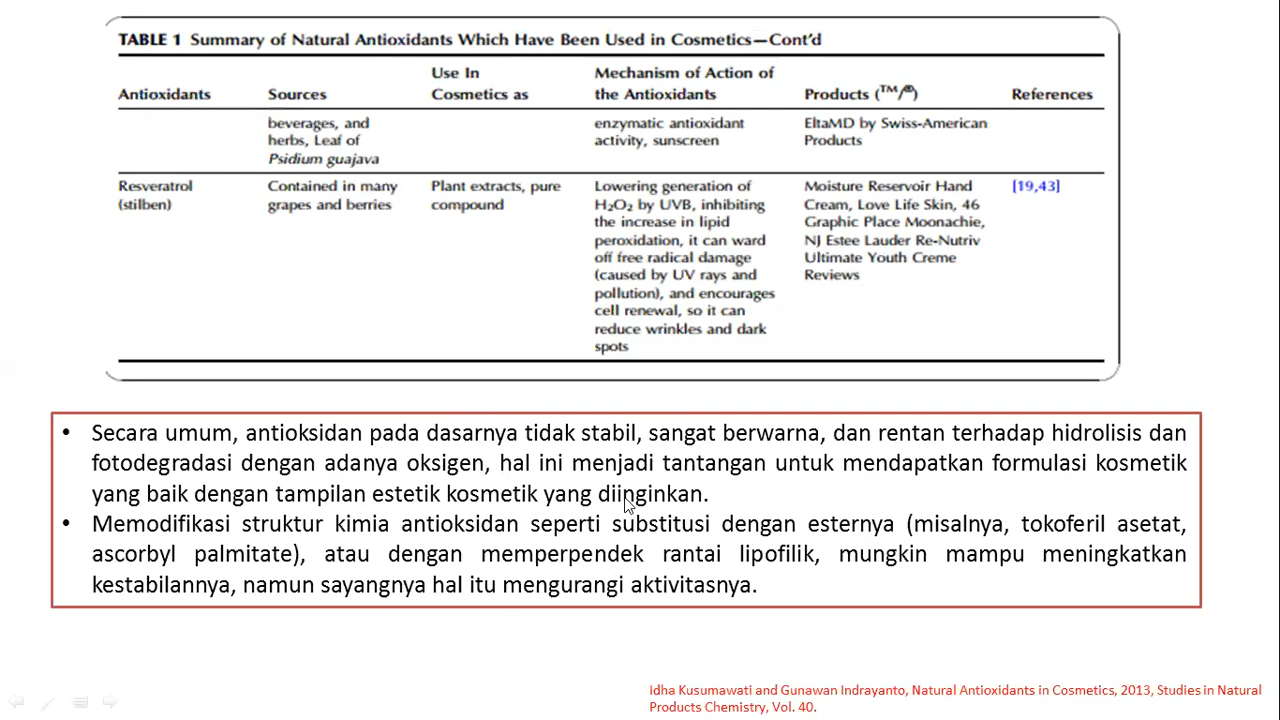 TABLE 1 Summary of Natural Antioxidants Which Have Been Used in Cosmetics—Cont'd
Antioxidants Sources Use In Cosmetics as Mechanism of Action of the Antioxidants Products (™/®) References
beverages, and
herbs, Leaf of
Psidium guajava
enzymatic antioxidant
activity, sunscreen
EltaMD by Swiss-American
Products
Resveratrol
(stilben)
Contained in many
grapes and berries
Plant extracts, pure
compound
Lowering generation of
H₂O₂ by UVB, inhibiting
the increase in lipid
peroxidation, it can ward
off free radical damage
(caused by UV rays and
pollution), and encourages
cell renewal, so it can
reduce wrinkles and dark
spots
Moisture Reservoir Hand
Cream, Love Life Skin, 46
Graphic Place Moonachie,
NJ Estee Lauder Re-Nutriv
Ultimate Youth Creme
Reviews
[19,43]
• Secara umum, antioksidan pada dasarnya tidak stabil, sangat berwarna, dan rentan terhadap hidrolisis dan
fotodegradasi dengan adanya oksigen, hal ini menjadi tantangan untuk mendapatkan formulasi kosmetik
yang baik dengan tampilan estetik kosmetik yang diinginkan.
• Memodifikasi struktur kimia antioksidan seperti substitusi dengan esternya (misalnya, tokoferil asetat,
ascorbyl palmitate), atau dengan memperpendek rantai lipofilik, mungkin mampu meningkatkan
kestabilannya, namun sayangnya hal itu mengurangi aktivitasnya.
Idha Kusumawati and Gunawan Indrayanto, Natural Antioxidants in Cosmetics, 2013, Studies in Natural
Products Chemistry, Vol. 40.